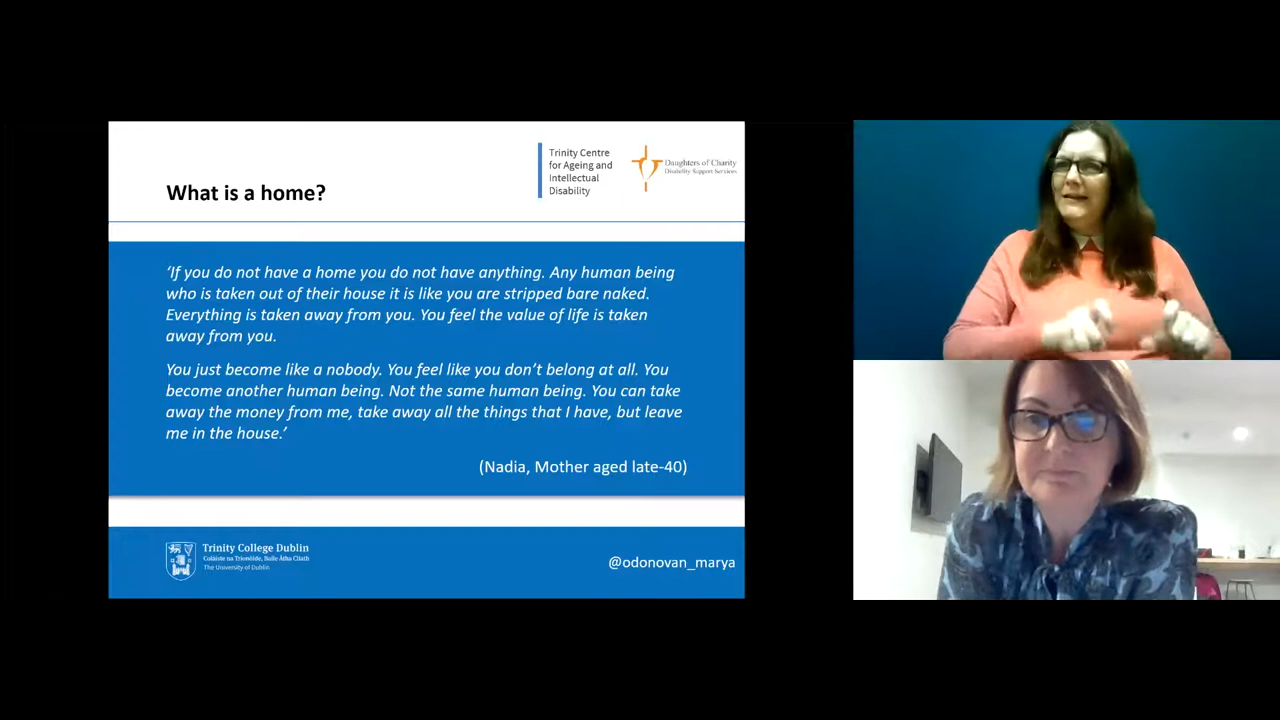 What is a home?
Trinity Centre
for Ageing and
Intellectual
Disability
Daughters of Charity
Disability Support Services
‘If you do not have a home you do not have anything. Any human being
who is taken out of their house it is like you are stripped bare naked.
Everything is taken away from you. You feel the value of life is taken
away from you.
You just become like a nobody. You feel like you don’t belong at all. You
become another human being. Not the same human being. You can take
away the money from me, take away all the things that I have, but leave
me in the house.’
(Nadia, Mother aged late-40)
Trinity College Dublin
Coláiste na Tríonóide, Baile Átha Cliath
The University of Dublin
@odonovan_marya